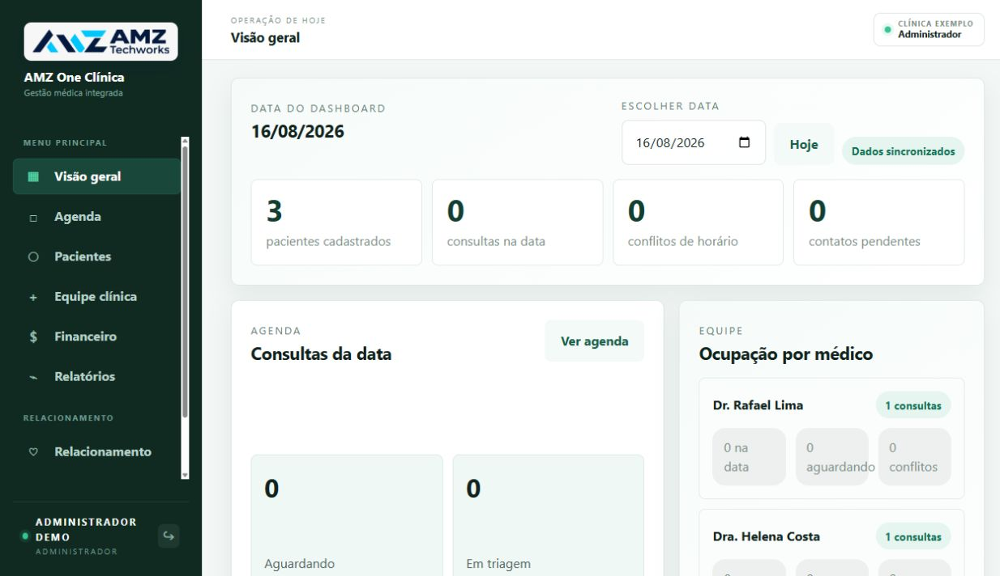 AMZ
Techworks
AMZ One Clínica
Gestão médica integrada
MENU PRINCIPAL
Visão geral
Agenda
Pacientes
Equipe clínica
$ Financeiro
Relatórios
RELACIONAMENTO
Relacionamento
ADMINISTRADOR
DEMO
ADMINISTRADOR
OPERAÇÃO DE HOJE
Visão geral
CLÍNICA EXEMPLO
Administrador
DATA DO DASHBOARD
16/08/2026
ESCOLHER DATA
16/08/2026
Hoje
Dados sincronizados
3
pacientes cadastrados
0
consultas na data
0
conflitos de horário
0
contatos pendentes
AGENDA
Consultas da data
Ver agenda
0
Aguardando
0
Em triagem
EQUIPE
Ocupação por médico
Dr. Rafael Lima
1 consultas
0 na
data
0
aguardando
0
conflitos
Dra. Helena Costa
1 consultas